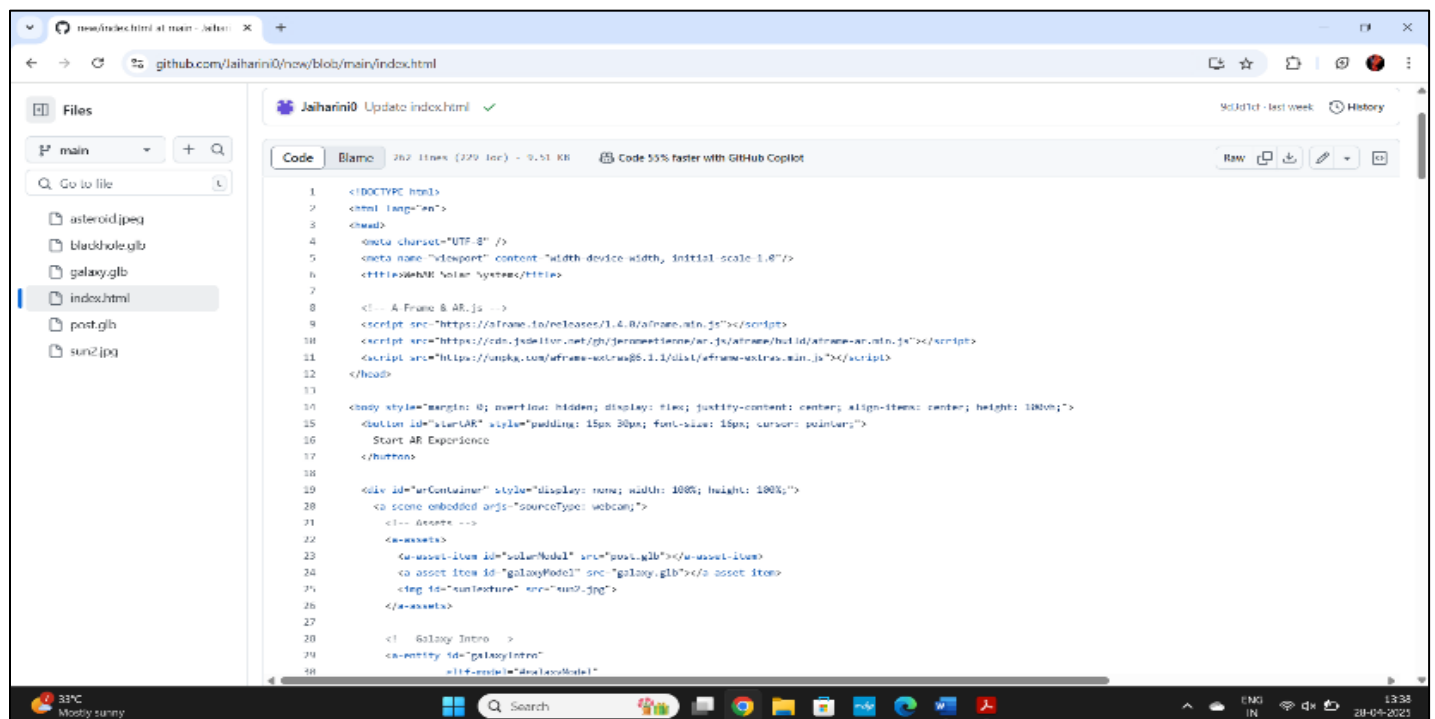 new/index.html at main · Jaihari
github.com/Jaiharini0/new/blob/main/index.html
Files
main
Go to file
asteroid.jpeg
blackhole.glb
galaxy.glb
index.html
post.glb
sun2.jpg
Jaiharini0 Update index.html
last week History
Code Blame 262 lines (229 loc) · 9.51 KB Code 55% faster with GitHub Copilot
Raw
1 <!DOCTYPE html>
2 <html lang="en">
3 <head>
4 <meta charset="UTF-8" />
5 <meta name="viewport" content="width=device-width, initial-scale=1.0"/>
6 <title>WebAR Solar System</title>
7
8 <!-- A-Frame & AR.js -->
9 <script src="https://aframe.io/releases/1.4.0/aframe.min.js"></script>
10 <script src="https://cdn.jsdelivr.net/gh/jeromeetienne/ar.js/aframe/build/aframe-ar.min.js"></script>
11 <script src="https://unpkg.com/aframe-extras@6.1.1/dist/aframe-extras.min.js"></script>
12 </head>
13
14 <body style="margin: 0; overflow: hidden; display: flex; justify-content: center; align-items: center; height: 100vh;">
15 <button id="startAR" style="padding: 15px 30px; font-size: 16px; cursor: pointer;">
16 Start AR Experience
17 </button>
18
19 <div id="arContainer" style="display: none; width: 100%; height: 100%;">
20 <a-scene embedded arjs="sourceType: webcam;">
21 <!-- Assets -->
22 <a-assets>
23 <a-asset-item id="solarModel" src="post.glb"></a-asset-item>
24 <a-asset-item id="galaxyModel" src="galaxy.glb"></a-asset-item>
25 <img id="sunTexture" src="sun2.jpg">
26 </a-assets>
27
28 <!-- Galaxy Intro -->
29 <a-entity id="galaxyIntro"
30 gltf-model="#galaxyModel"
33°C
Mostly sunny
Search
ENG
IN
13:38
28-04-2025